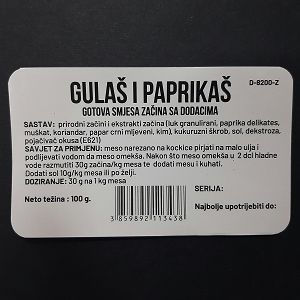 D-8200-Z
GULAŠ I PAPRIKAŠ
GOTOVA SMJESA ZAČINA SA DODACIMA
SASTAV: prirodni začini i ekstrakti začina (luk granulirani, paprika delikates,
muškat, koriandar, papar crni mljeveni, kim), kukuruzni škrob, sol, dekstroza,
pojačivač okusa (E621)
SAVJET ZA PRIMJENU: meso narezano na kockice pirjati na malo ulja i
podlijevati vodom da meso omekša. Nakon što meso omekša u 2 dcl hladne
vode razmutiti 30g začina/kg mesa te dodati mesu i kuhati.
Dodati sol 10g/kg mesa ili po želji.
DOZIRANJE: 30 g na 1 kg mesa
SERIJA:
Neto težina : 100 g.
Najbolje upotrijebiti do:
3 859892 113438